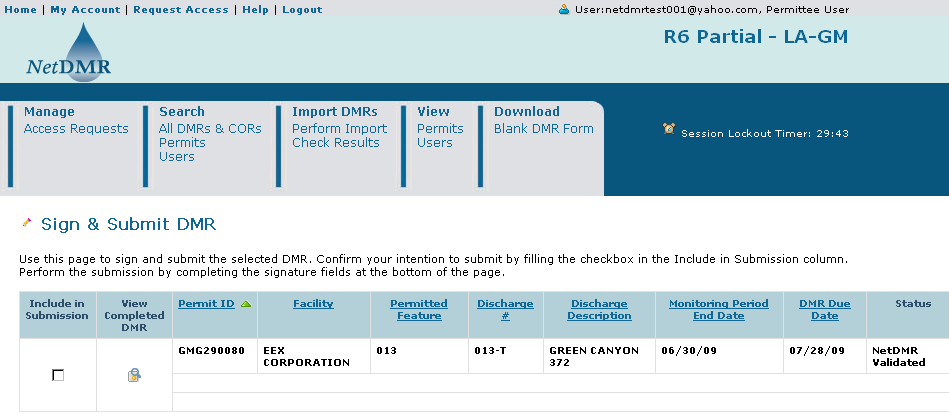 Home | My Account | Request Access | Help | Logout
User:netdmrtest001@yahoo.com, Permittee User
NetDMR
R6 Partial - LA-GM
Manage
Access Requests
Search
All DMRs & CORs
Permits
Users
Import DMRs
Perform Import
Check Results
View
Permits
Users
Download
Blank DMR Form
Session Lockout Timer: 29:43
Sign & Submit DMR
Use this page to sign and submit the selected DMR. Confirm your intention to submit by filling the checkbox in the Include in Submission column.
Perform the submission by completing the signature fields at the bottom of the page.
Include in
Submission
View
Completed
DMR
Permit ID
Facility
Permitted
Feature
Discharge
#
Discharge
Description
Monitoring Period
End Date
DMR Due
Date
Status
GMG290080
EEX
CORPORATION
013
013-T
GREEN CANYON
372
06/30/09
07/28/09
NetDMR
Validated